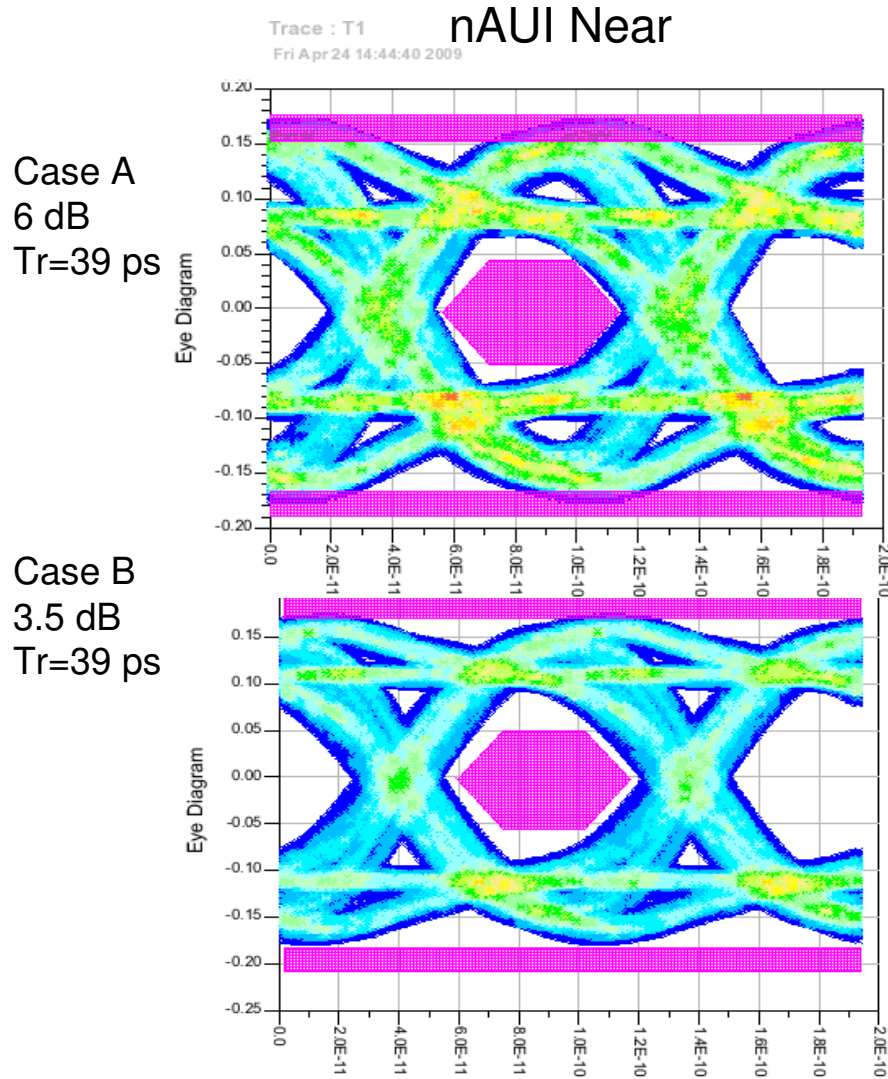 nAUI Near
Trace : T1
Fri Apr 24 14:44:40 2009
Case A
6 dB
Tr=39 ps
Eye Diagram
0.20
0.15
0.10
0.05
0.00
-0.05
-0.10
-0.15
-0.20
0.0
2.0E-11
4.0E-11
6.0E-11
8.0E-11
1.0E-10
1.2E-10
1.4E-10
1.6E-10
1.8E-10
2.0E-10
Case B
3.5 dB
Tr=39 ps
Eye Diagram
0.15
0.10
0.05
0.00
-0.05
-0.10
-0.15
-0.20
-0.25
0.0
2.0E-11
4.0E-11
6.0E-11
8.0E-11
1.0E-10
1.2E-10
1.4E-10
1.6E-10
1.8E-10
2.0E-10